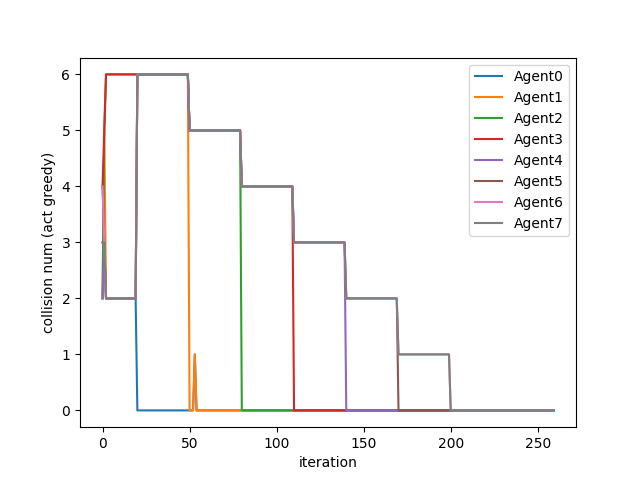 collision num (act greedy)
6
5
4
3
2
1
0
0
50
100
150
200
250
iteration
Agent0
Agent1
Agent2
Agent3
Agent4
Agent5
Agent6
Agent7